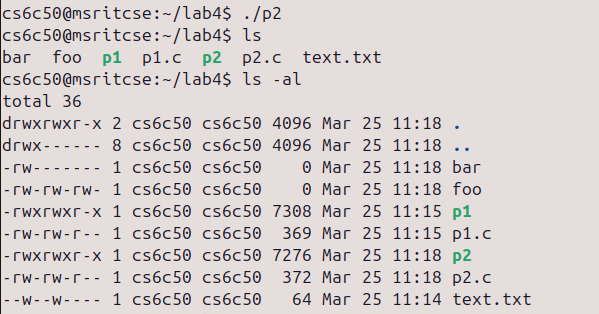 cs6c50@msritcse:~/lab4$ ./p2
cs6c50@msritcse:~/lab4$ ls
bar  foo  p1  p1.c  p2  p2.c  text.txt
cs6c50@msritcse:~/lab4$ ls -al
total 36
drwxrwxr-x 2 cs6c50 cs6c50 4096 Mar 25 11:18 .
drwx------ 8 cs6c50 cs6c50 4096 Mar 25 11:18 ..
-rw------- 1 cs6c50 cs6c50    0 Mar 25 11:18 bar
-rw-rw-rw- 1 cs6c50 cs6c50    0 Mar 25 11:18 foo
-rwxrwxr-x 1 cs6c50 cs6c50 7308 Mar 25 11:15 p1
-rw-rw-r-- 1 cs6c50 cs6c50  369 Mar 25 11:15 p1.c
-rwxrwxr-x 1 cs6c50 cs6c50 7276 Mar 25 11:18 p2
-rw-rw-r-- 1 cs6c50 cs6c50  372 Mar 25 11:18 p2.c
--w--w---- 1 cs6c50 cs6c50   64 Mar 25 11:14 text.txt